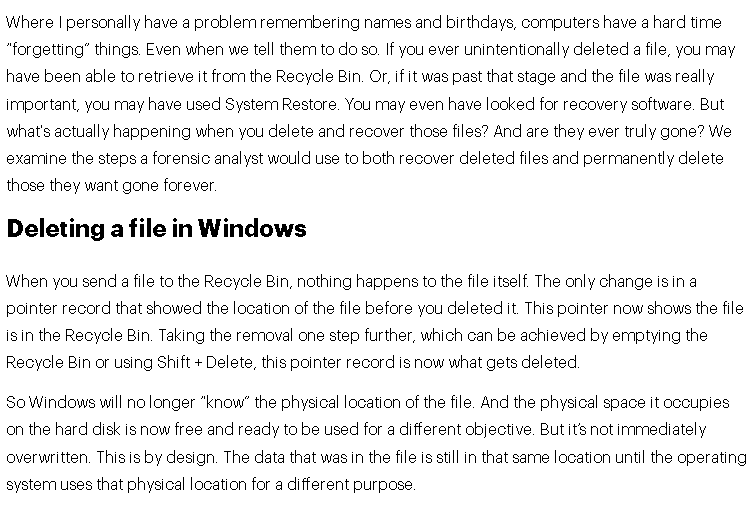 Where I personally have a problem remembering names and birthdays, computers have a hard time
“forgetting” things. Even when we tell them to do so. If you ever unintentionally deleted a file, you may
have been able to retrieve it from the Recycle Bin. Or, if it was past that stage and the file was really
important, you may have used System Restore. You may even have looked for recovery software. But
what’s actually happening when you delete and recover those files? And are they ever truly gone? We
examine the steps a forensic analyst would use to both recover deleted files and permanently delete
those they want gone forever.
Deleting a file in Windows
When you send a file to the Recycle Bin, nothing happens to the file itself. The only change is in a
pointer record that showed the location of the file before you deleted it. This pointer now shows the file
is in the Recycle Bin. Taking the removal one step further, which can be achieved by emptying the
Recycle Bin or using Shift + Delete, this pointer record is now what gets deleted.
So Windows will no longer “know” the physical location of the file. And the physical space it occupies
on the hard disk is now free and ready to be used for a different objective. But it’s not immediately
overwritten. This is by design. The data that was in the file is still in that same location until the operating
system uses that physical location for a different purpose.